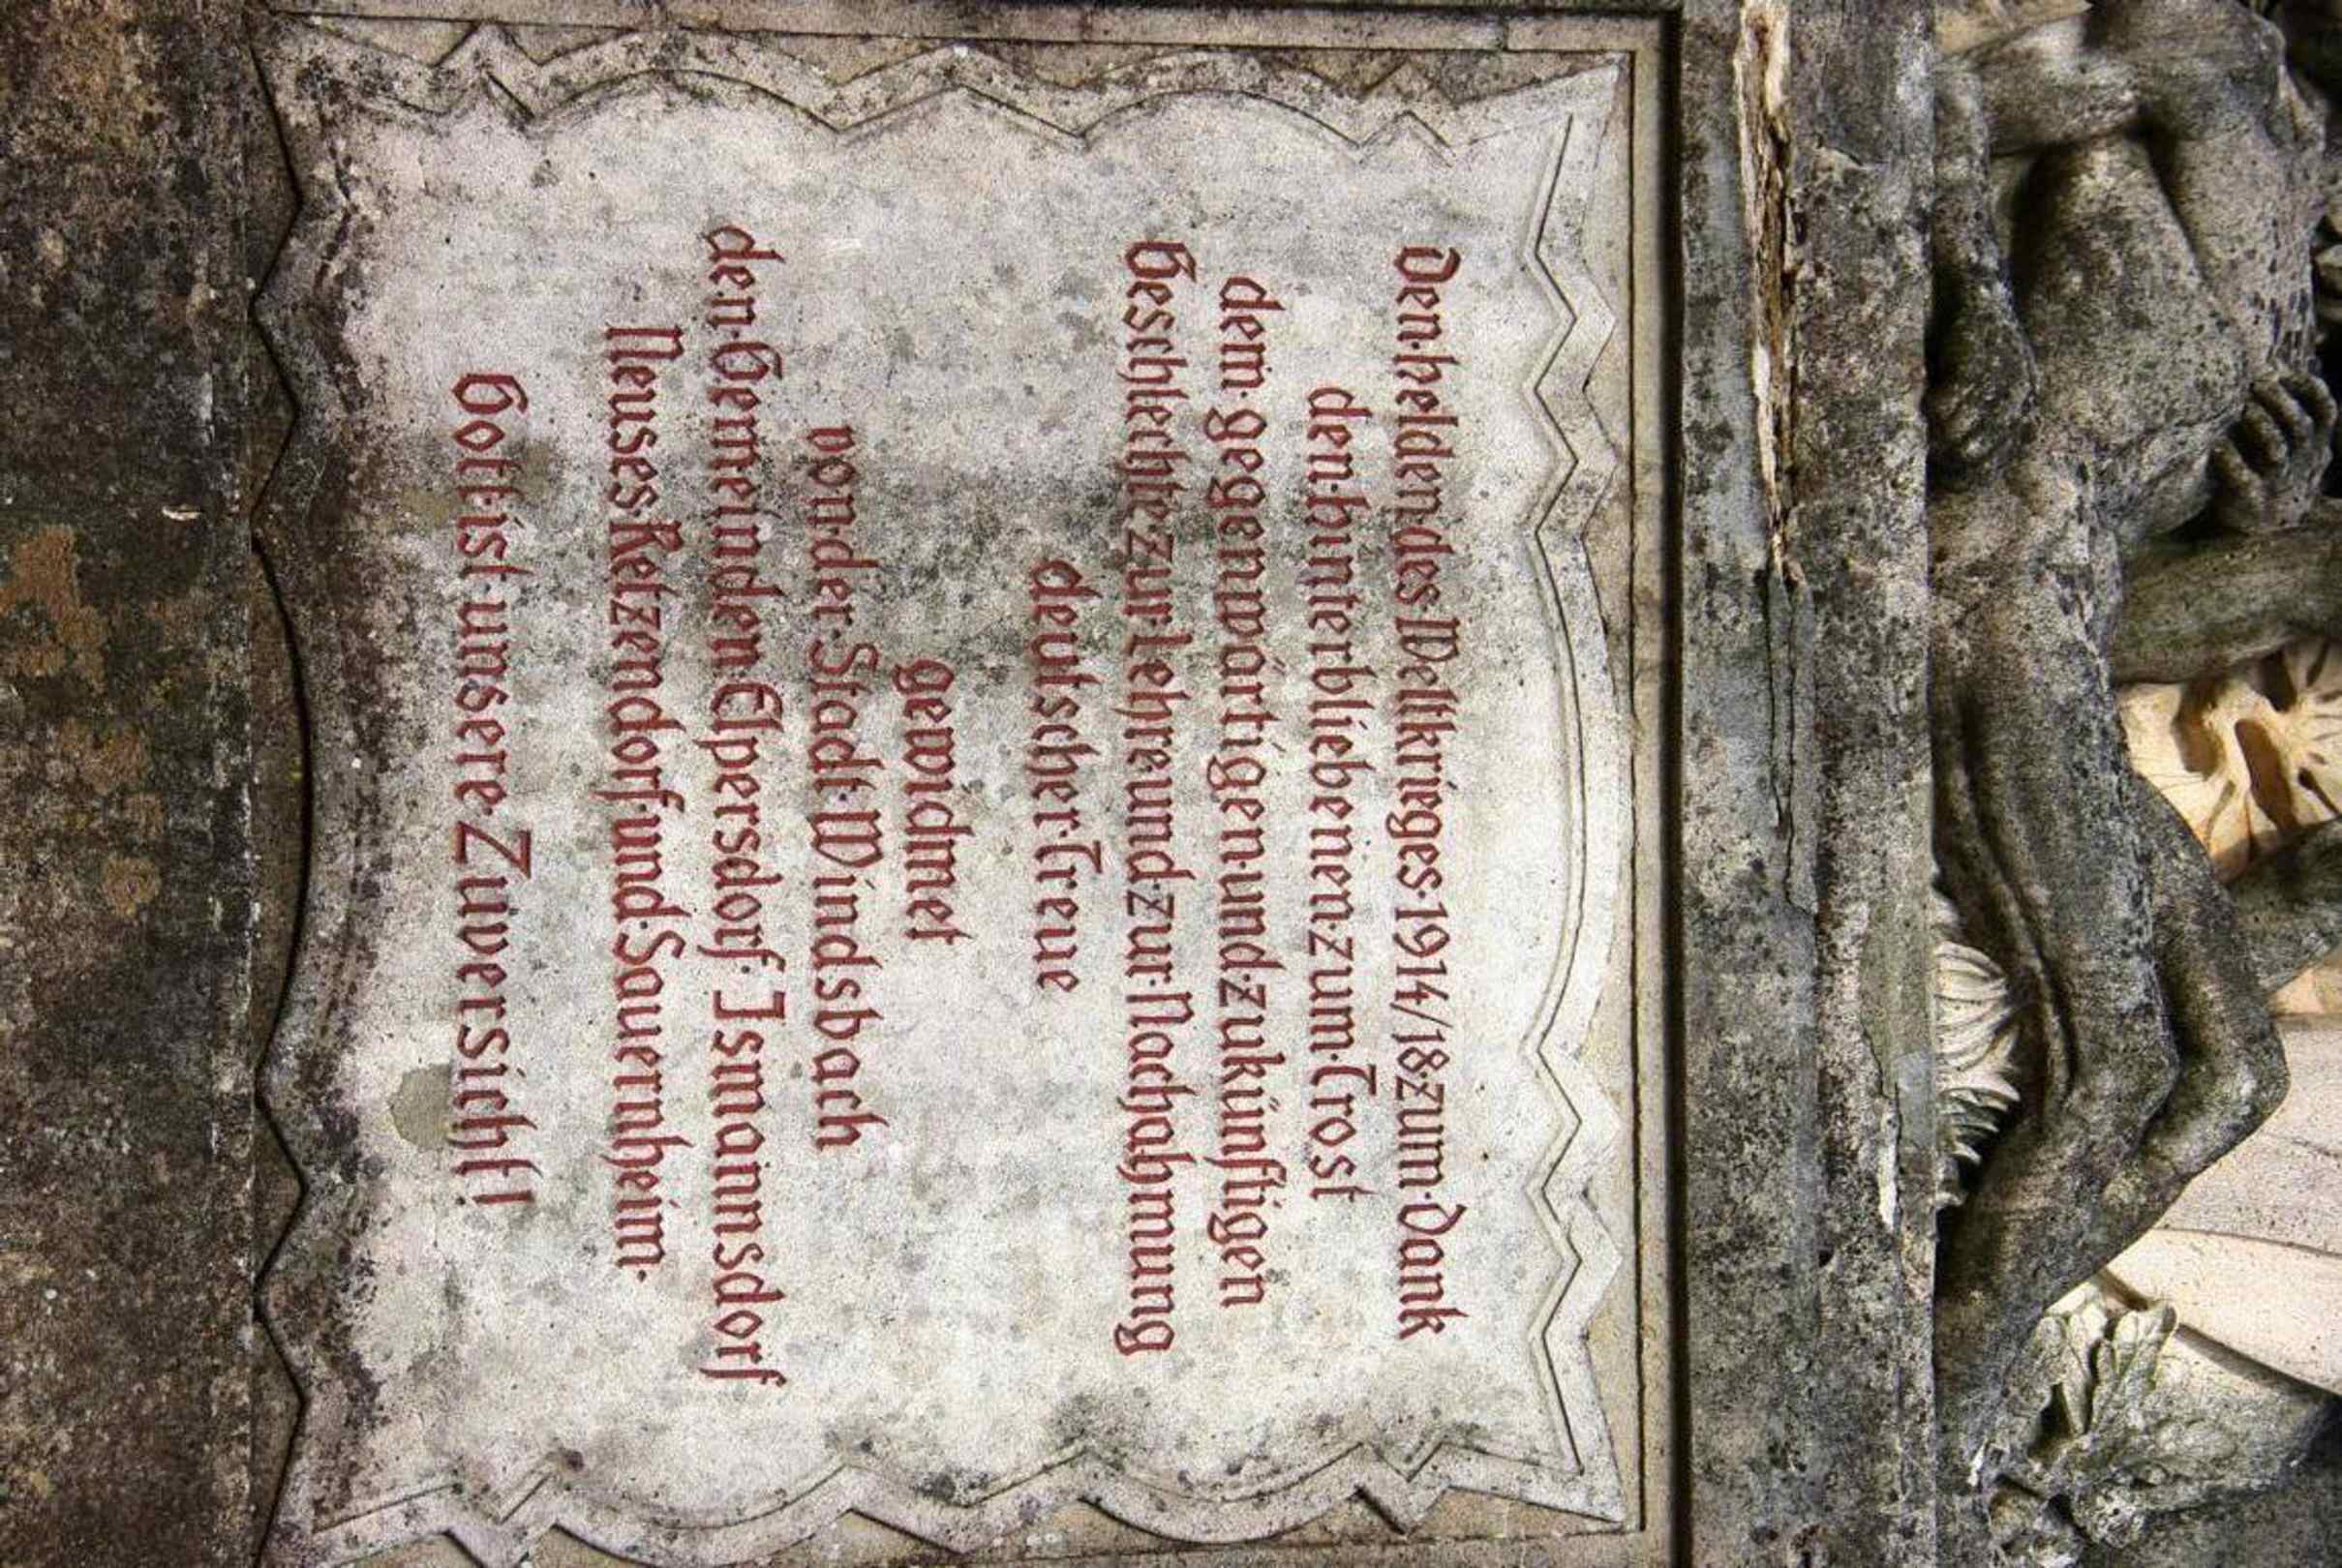 Den·Helden·des·Weltkrieges·1914/18·zum·Dank
den·hinterbliebenen·zum·Trost
dem·gegenwärtigen·und·zukünftigen
Geschlechte·zur·Lehre·und·zur·Nachahmung
deutscher·Treue
gewidmet
von·der·Stadt·Windsbach
den·Gemeinden·Elpersdorf·Ismannsdorf
Neuses·Retzendorf·und·Sauernheim·
Gott·ist·unsere·Zuversicht!